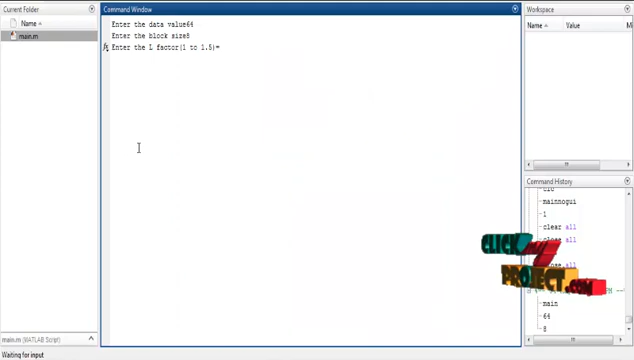 Current Folder
Name
main.m
main.m (MATLAB Script)
Waiting for input
Command Window
Enter the data value64
Enter the block size8
fx Enter the L factor(1 to 1.5)=
Workspace
Name Value
Command History
clc
mainnogui
1
clear all
close all
main
64
8
CLICK
PROJECT.COM